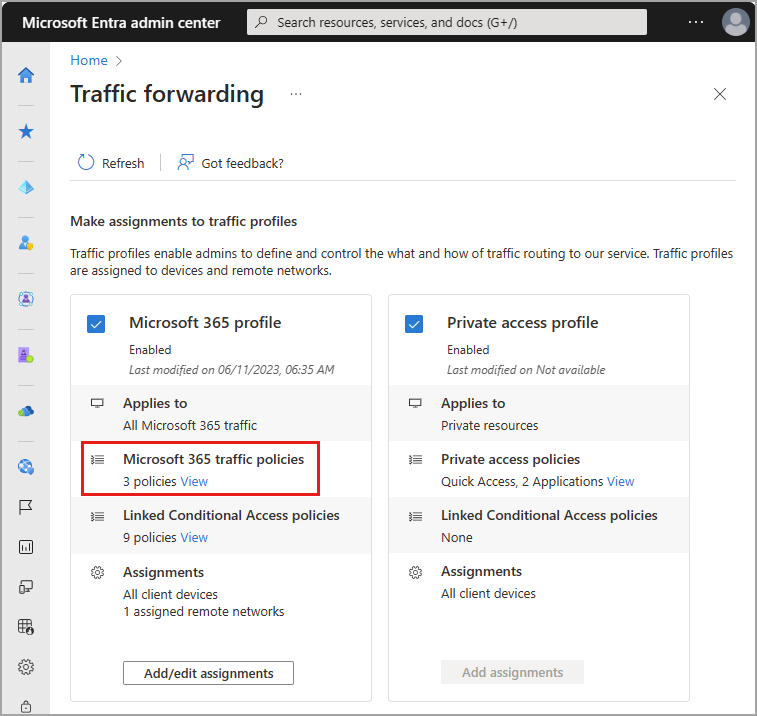 Microsoft Entra admin center
Search resources, services, and docs (G+/)
Home
Traffic forwarding
Refresh
Got feedback?
Make assignments to traffic profiles
Traffic profiles enable admins to define and control the what and how of traffic routing to our service. Traffic profiles
are assigned to devices and remote networks.
Microsoft 365 profile
Enabled
Last modified on 06/11/2023, 06:35 AM
Applies to
All Microsoft 365 traffic
Microsoft 365 traffic policies
3 policies View
Linked Conditional Access policies
9 policies View
Assignments
All client devices
1 assigned remote networks
Add/edit assignments
Private access profile
Enabled
Last modified on Not available
Applies to
Private resources
Private access policies
Quick Access, 2 Applications View
Linked Conditional Access policies
None
Assignments
All client devices
Add assignments